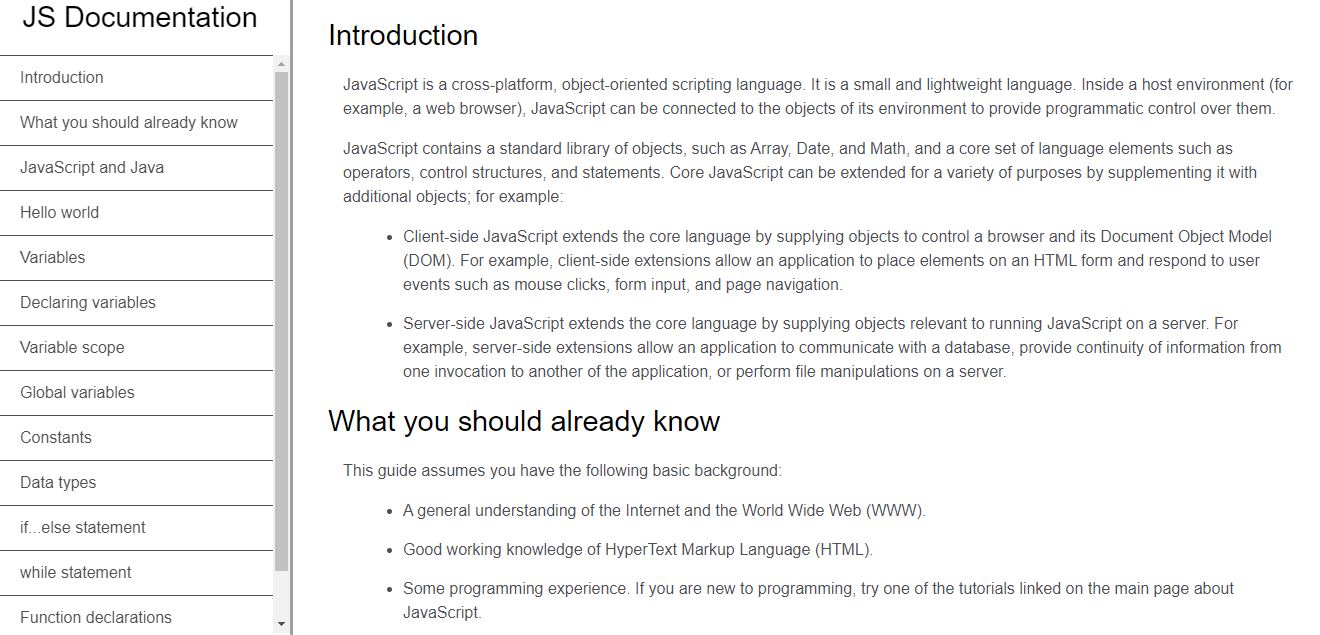 JS Documentation
Introduction
What you should already know
JavaScript and Java
Hello world
Variables
Declaring variables
Variable scope
Global variables
Constants
Data types
if...else statement
while statement
Function declarations
Introduction
JavaScript is a cross-platform, object-oriented scripting language. It is a small and lightweight language. Inside a host environment (for
example, a web browser), JavaScript can be connected to the objects of its environment to provide programmatic control over them.
JavaScript contains a standard library of objects, such as Array, Date, and Math, and a core set of language elements such as
operators, control structures, and statements. Core JavaScript can be extended for a variety of purposes by supplementing it with
additional objects; for example:
• Client-side JavaScript extends the core language by supplying objects to control a browser and its Document Object Model
(DOM). For example, client-side extensions allow an application to place elements on an HTML form and respond to user
events such as mouse clicks, form input, and page navigation.
• Server-side JavaScript extends the core language by supplying objects relevant to running JavaScript on a server. For
example, server-side extensions allow an application to communicate with a database, provide continuity of information from
one invocation to another of the application, or perform file manipulations on a server.
What you should already know
This guide assumes you have the following basic background:
• A general understanding of the Internet and the World Wide Web (WWW).
• Good working knowledge of HyperText Markup Language (HTML).
• Some programming experience. If you are new to programming, try one of the tutorials linked on the main page about
JavaScript.